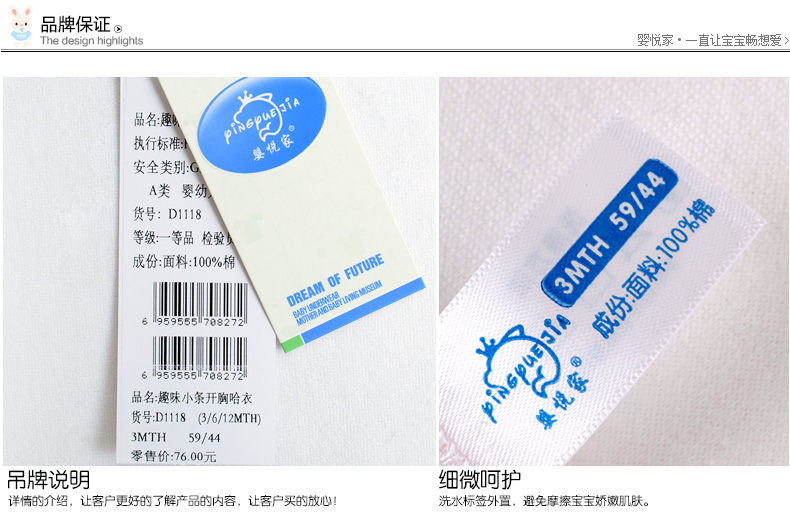 品牌保证
The design highlights
婴悦家·一直让宝宝畅想爱
品名:趣味
执行标准:
安全类别:G
A类 婴幼
货号: D1118
等级:一等品 检验员
成份:面料:100%棉
6 959555 708272
6 959555 708272
品名:趣味小条开胸哈衣
货号:D1118 (3/6/12MTH)
3MTH 59/44
零售价:76.00元
PINGPUEJIA
婴悦家®
DREAM OF FUTURE
BABY UNDERWEAR
MOTHER AND BABY LIVING MUSEUM
3MTH 59/44
成份:面料:100%棉
PINGPUEJIA
婴悦家®
吊牌说明
详情的介绍,让客户更好的了解产品的内容,让客户买的放心!
细微呵护
洗水标签外置,避免摩擦宝宝娇嫩肌肤。